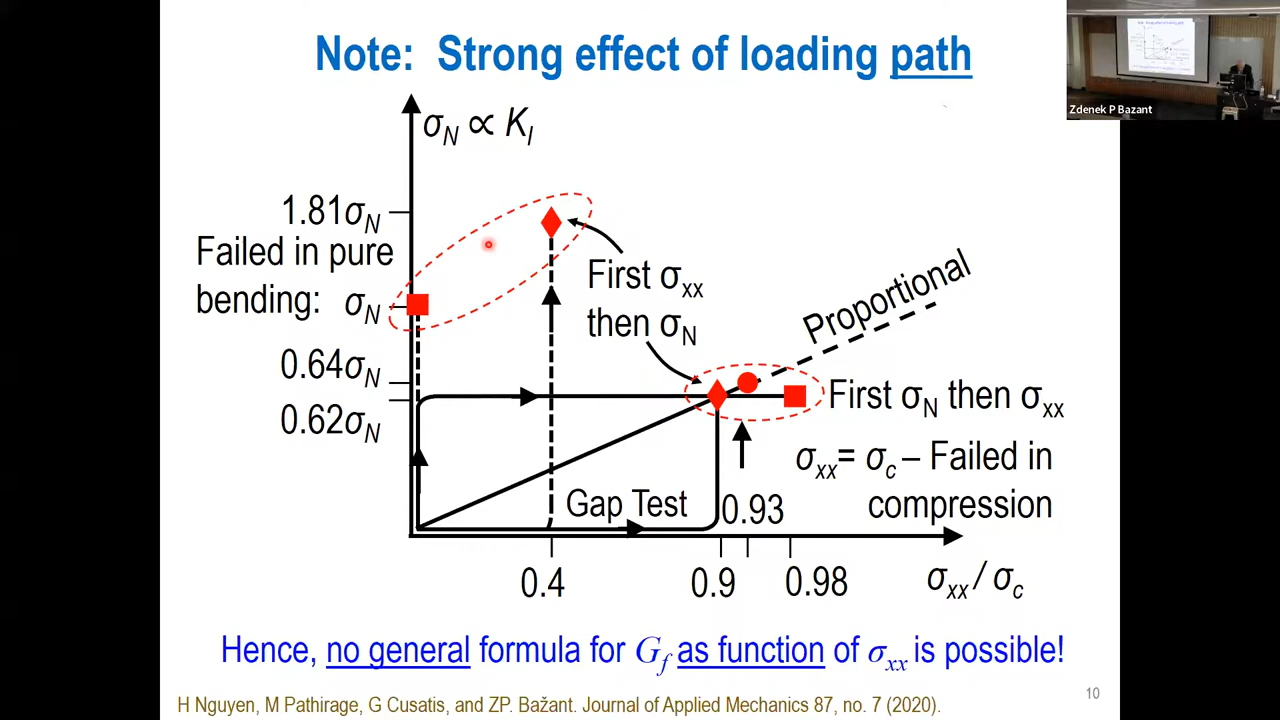 Note: Strong effect of loading path
Zdenek P Bazant
σN ∝ KI
1.81σN
Failed in pure
bending: σN
First σxx
then σN
Proportional
0.64σN
0.62σN
First σN then σxx
σxx= σc – Failed in
compression
Gap Test
0.93
0.4
0.9
0.98
σxx / σc
Hence, no general formula for Gf as function of σxx is possible!
H Nguyen, M Pathirage, G Cusatis, and ZP. Bažant. Journal of Applied Mechanics 87, no. 7 (2020).
10